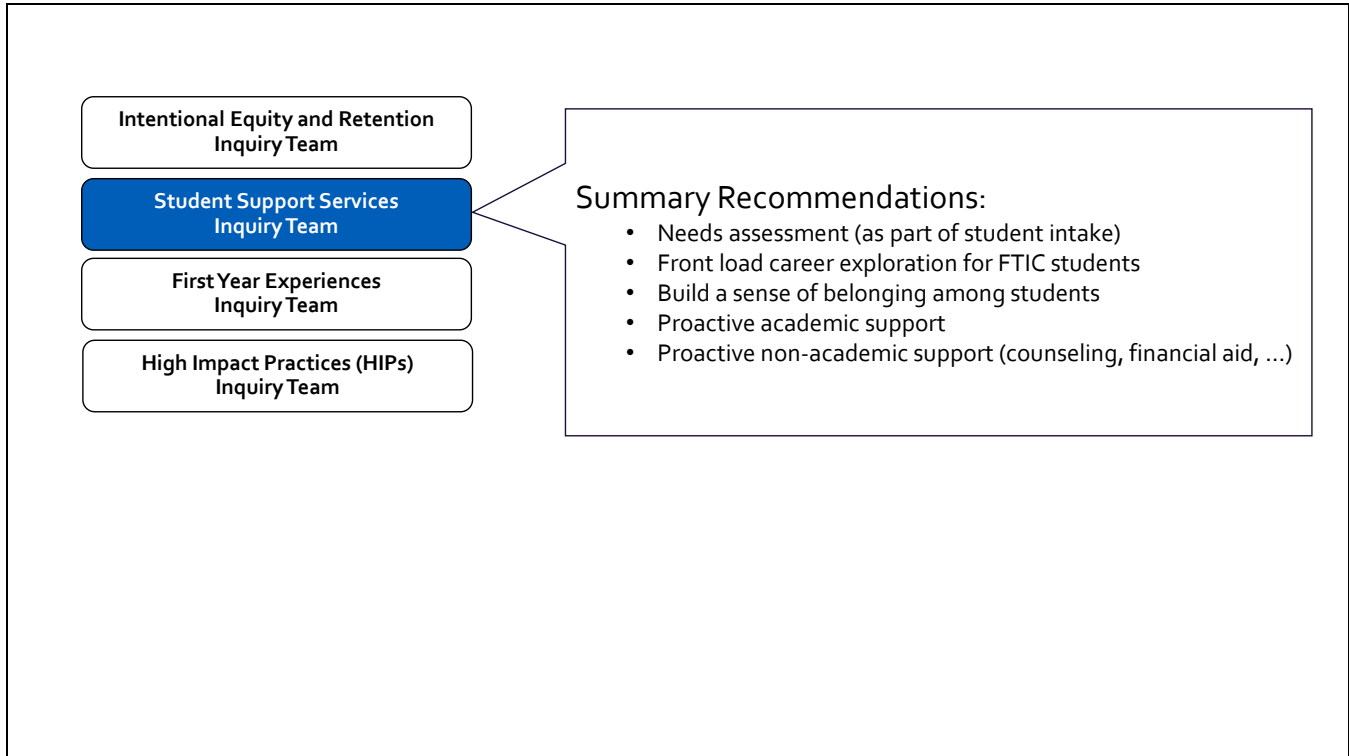 Intentional Equity and Retention
Inquiry Team
Student Support Services
Inquiry Team
First Year Experiences
Inquiry Team
High Impact Practices (HIPs)
Inquiry Team
Summary Recommendations:
• Needs assessment (as part of student intake)
• Front load career exploration for FTIC students
• Build a sense of belonging among students
• Proactive academic support
• Proactive non-academic support (counseling, financial aid, …)